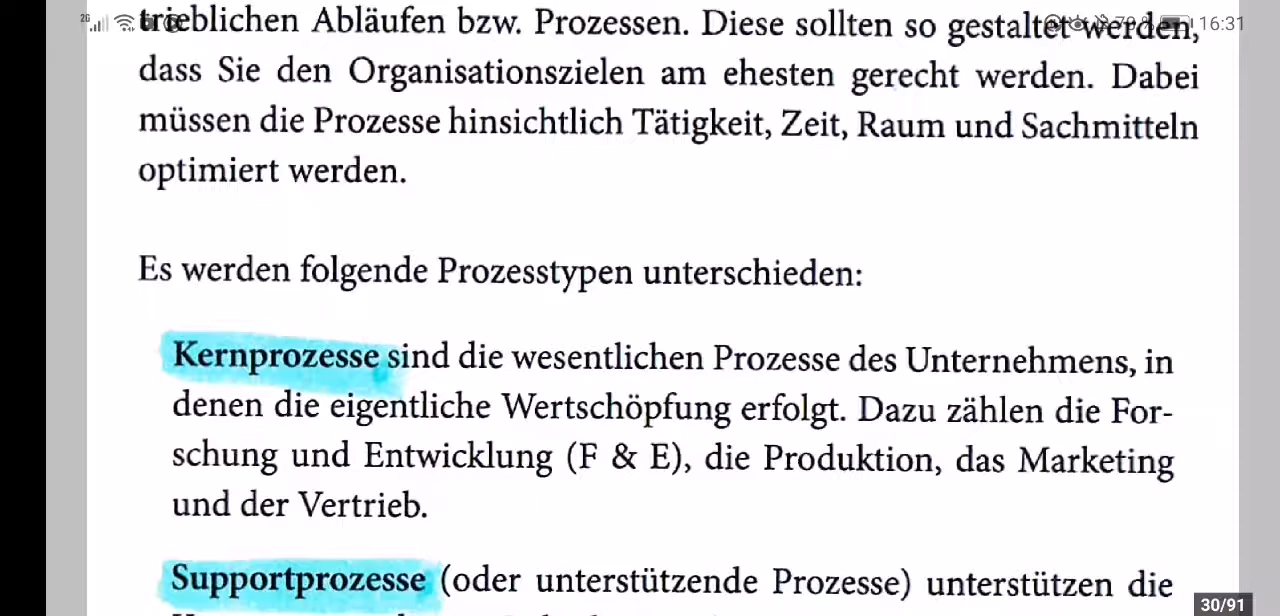 trieblichen Abläufen bzw. Prozessen. Diese sollten so gestaltet werden,
16:31
dass Sie den Organisationszielen am ehesten gerecht werden. Dabei
müssen die Prozesse hinsichtlich Tätigkeit, Zeit, Raum und Sachmitteln
optimiert werden.
Es werden folgende Prozesstypen unterschieden:
Kernprozesse sind die wesentlichen Prozesse des Unternehmens, in
denen die eigentliche Wertschöpfung erfolgt. Dazu zählen die For-
schung und Entwicklung (F & E), die Produktion, das Marketing
und der Vertrieb.
Supportprozesse (oder unterstützende Prozesse) unterstützen die
30/91